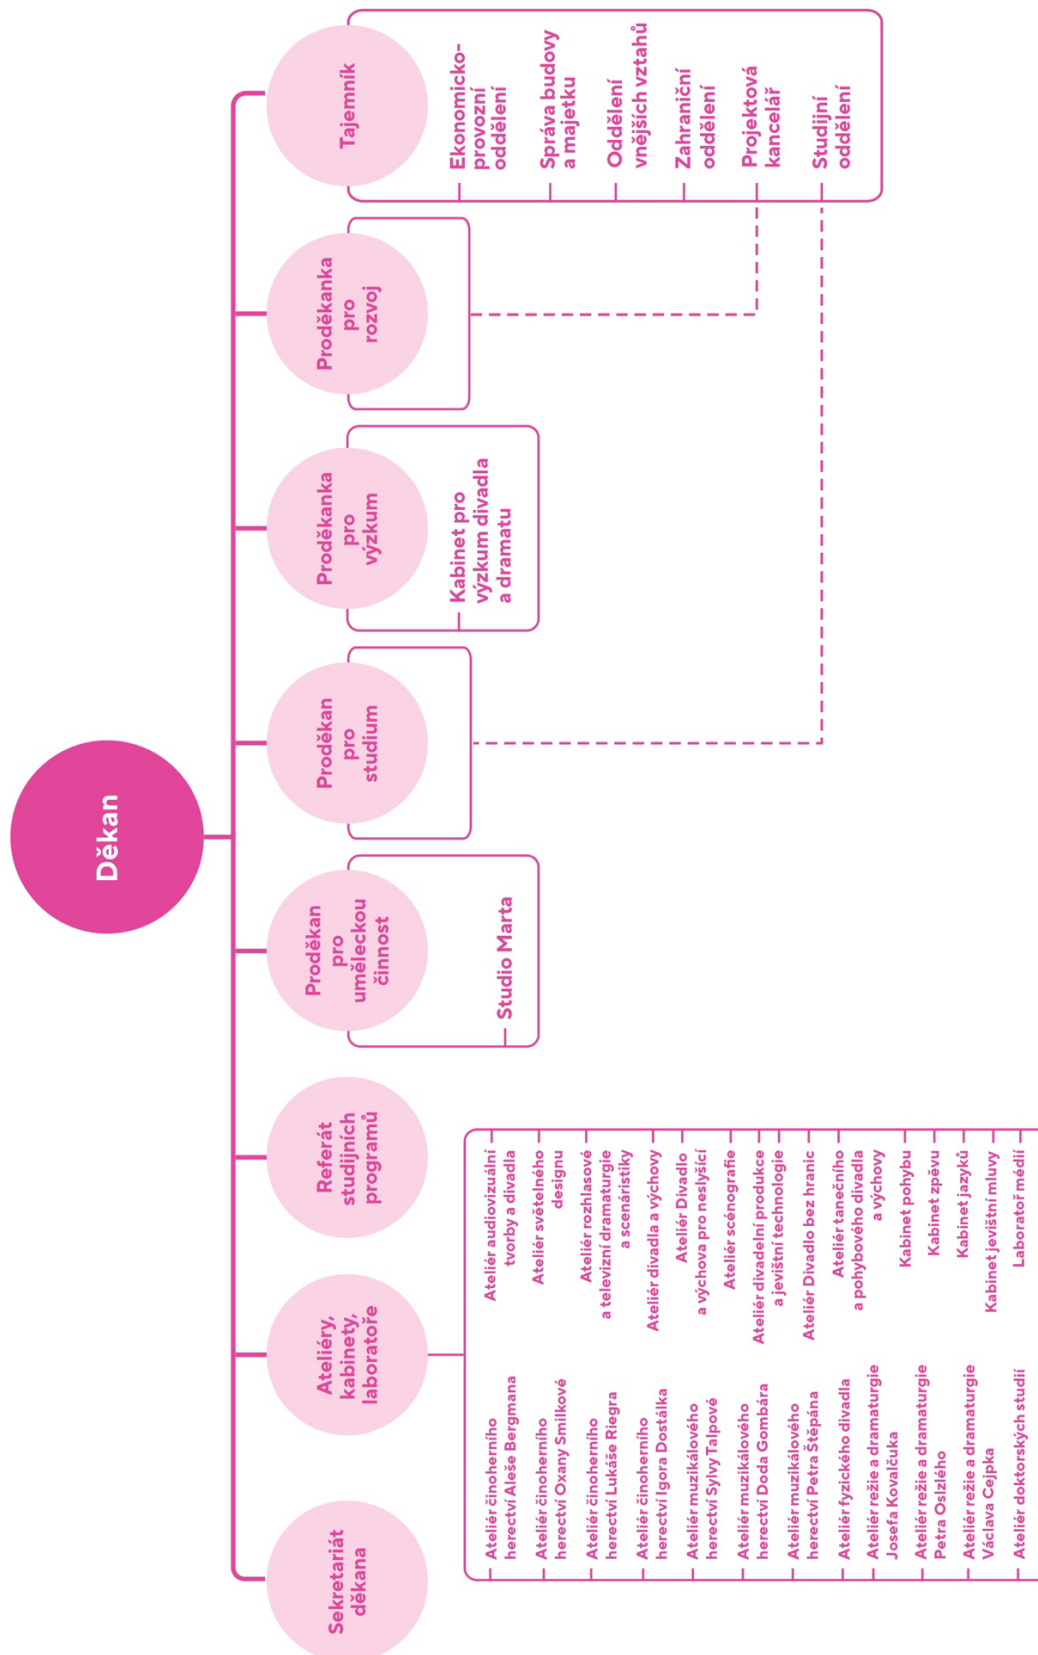 Děkan
Sekretariát
děkana
Ateliéry,
kabinety,
laboratoře
Referát
studijních
programů
Proděkan
pro
uměleckou
činnost
Proděkan
pro
studium
Proděkanka
pro
výzkum
Proděkanka
pro
rozvoj
Tajemník
Ateliér činoherního
herectví Aleše Bergmana
Ateliér činoherního
herectví Oxany Smilkové
Ateliér činoherního
herectví Lukáše Riegra
Ateliér činoherního
herectví Igora Dostálka
Ateliér muzikálového
herectví Sylvy Talpové
Ateliér muzikálového
herectví Doda Gombára
Ateliér muzikálového
herectví Petra Štěpána
Ateliér fyzického divadla
Ateliér režie a dramaturgie
Josefa Kovalčuka
Ateliér režie a dramaturgie
Petra Oslzlého
Ateliér režie a dramaturgie
Václava Cejpka
Ateliér doktorských studií
Ateliér audiovizuální
tvorby a divadla
Ateliér světelného
designu
Ateliér rozhlasové
a televizní dramaturgie
a scenáristiky
Ateliér divadla a výchovy
Ateliér Divadlo
a výchova pro neslyšící
Ateliér scénografie
Ateliér divadelní produkce
a jevištní technologie
Ateliér Divadlo bez hranic
Ateliér tanečního
a pohybového divadla
a výchovy
Kabinet pohybu
Kabinet zpěvu
Kabinet jazyků
Kabinet jevištní mluvy
Laboratoř médií
Studio Marta
Kabinet pro
výzkum divadla
a dramatu
Ekonomicko-
provozní
oddělení
Správa budovy
a majetku
Oddělení
vnějších vztahů
Zahraniční
oddělení
Projektová
kancelář
Studijní
oddělení